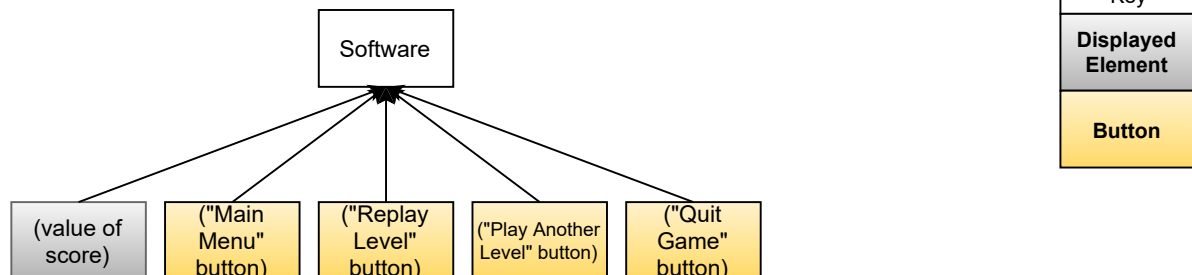 Key
Software
Displayed
Element
Button
(value of
score)
("Main
Menu"
button)
("Replay
Level"
button)
("Play Another
Level" button)
("Quit
Game"
button)